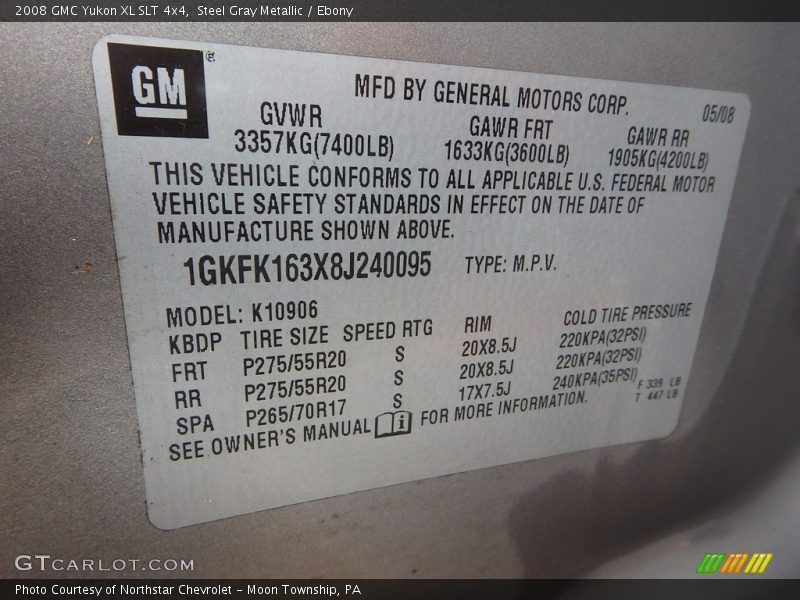 2008 GMC Yukon XL SLT 4x4, Steel Gray Metallic / Ebony
GM
®
MFD BY GENERAL MOTORS CORP.
05/08
GVWR GAWR FRT GAWR RR
3357KG(7400LB) 1633KG(3600LB) 1905KG(4200LB)
THIS VEHICLE CONFORMS TO ALL APPLICABLE U.S. FEDERAL MOTOR
VEHICLE SAFETY STANDARDS IN EFFECT ON THE DATE OF
MANUFACTURE SHOWN ABOVE.
1GKFK163X8J240095 TYPE: M.P.V.
MODEL: K10906
KBDP TIRE SIZE SPEED RTG RIM COLD TIRE PRESSURE
FRT P275/55R20 S 20X8.5J 220KPA(32PSI)
RR P275/55R20 S 20X8.5J 220KPA(32PSI)
SPA P265/70R17 S 17X7.5J 240KPA(35PSI)
F 339 LB
T 447 LB
SEE OWNER'S MANUAL i FOR MORE INFORMATION.
GTCARLOT.COM
Photo Courtesy of Northstar Chevrolet - Moon Township, PA